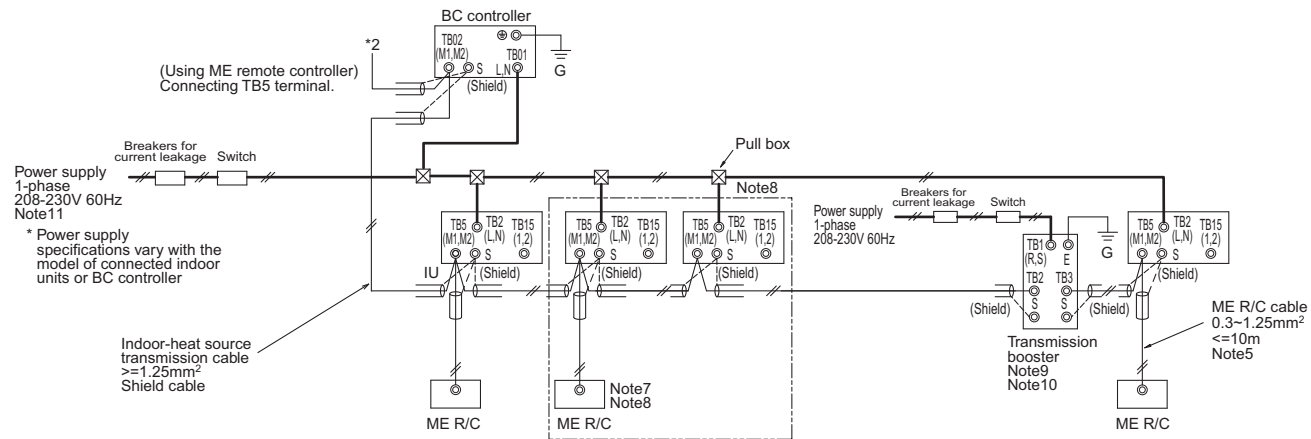 BC controller
*2
TB02
(M1,M2)
S
TB01
L,N
(Shield)
G
(Using ME remote controller)
Connecting TB5 terminal.
Breakers for
current leakage
Switch
Pull box
Power supply
1-phase
208-230V 60Hz
Note11
* Power supply
specifications vary with the
model of connected indoor
units or BC controller
Note8
TB5
(M1,M2)
TB2
(L,N)
TB15
(1,2)
S
(Shield)
IU
TB5
(M1,M2)
TB2
(L,N)
TB15
(1,2)
S
(Shield)
TB5
(M1,M2)
TB2
(L,N)
TB15
(1,2)
S
(Shield)
Breakers for
current leakage
Switch
Power supply
1-phase
208-230V 60Hz
TB1
(R,S)
E
G
TB2
TB3
S
S
(Shield)
(Shield)
Transmission
booster
Note9
Note10
TB5
(M1,M2)
TB2
(L,N)
TB15
(1,2)
S
(Shield)
ME R/C cable
0.3~1.25mm²
<=10m
Note5
Indoor-heat source
transmission cable
>=1.25mm²
Shield cable
ME R/C
Note7
Note8
ME R/C
ME R/C